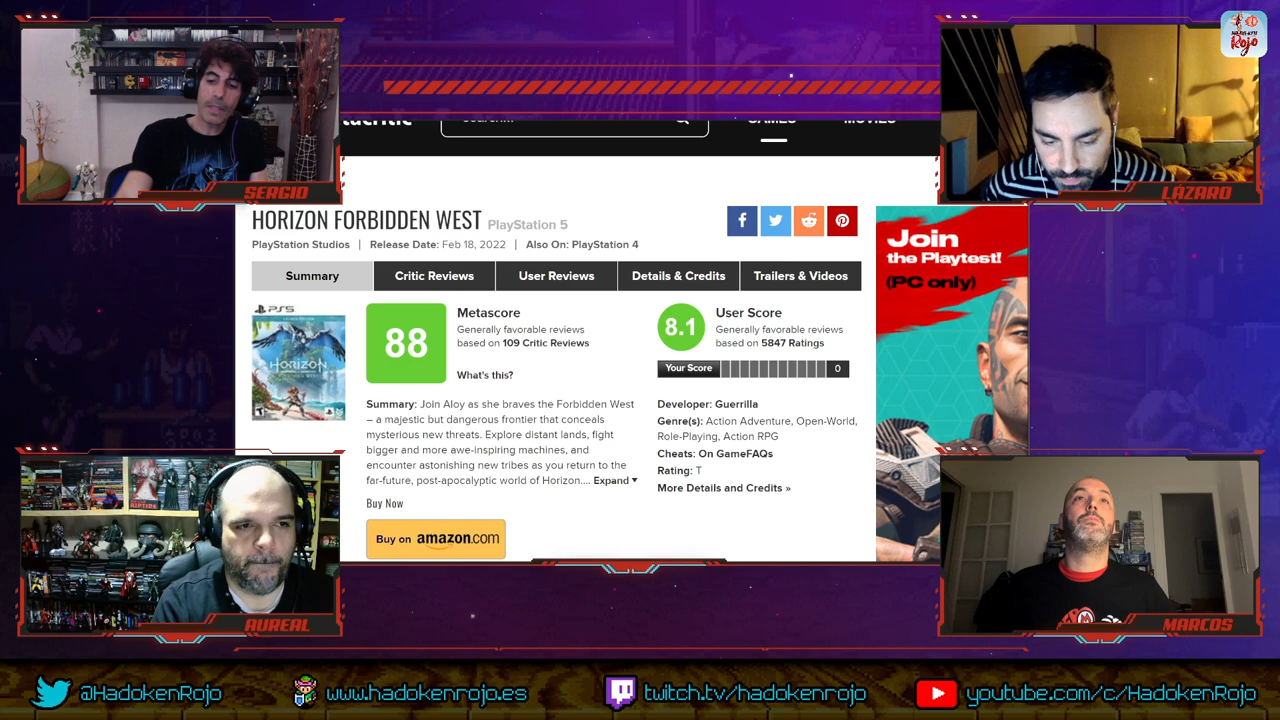 SERGIO
LÁZARO
Rojo
GAMES
MOVIES
HORIZON FORBIDDEN WEST PlayStation 5
PlayStation Studios | Release Date: Feb 18, 2022 | Also On: PlayStation 4
Summary
Critic Reviews
User Reviews
Details & Credits
Trailers & Videos
PS5
HORIZON
88
Metascore
Generally favorable reviews
based on 109 Critic Reviews
What's this?
8.1
User Score
Generally favorable reviews
based on 5847 Ratings
Your Score
0
Summary: Join Aloy as she braves the Forbidden West
– a majestic but dangerous frontier that conceals
mysterious new threats. Explore distant lands, fight
bigger and more awe-inspiring machines, and
encounter astonishing new tribes as you return to the
far-future, post-apocalyptic world of Horizon.... Expand
Developer: Guerrilla
Genre(s): Action Adventure, Open-World,
Role-Playing, Action RPG
Cheats: On GameFAQs
Rating: T
More Details and Credits »
Buy Now
Buy on amazon.com
Join
the Playtest!
(PC only)
RIPTIDE
AUREAL
MARCOS
@HadokenRojo
www.hadokenrojo.es
twitch.tv/hadokenrojo
youtube.com/c/HadokenRojo